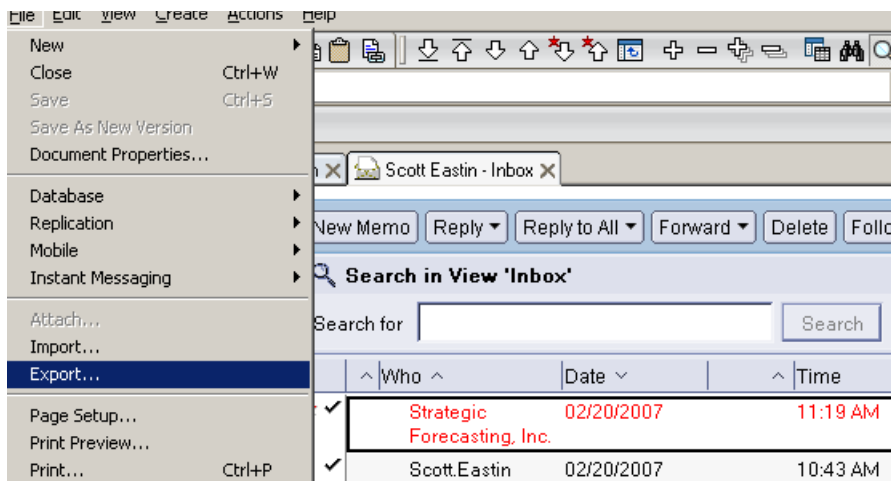 File Edit View Create Actions Help
New
Close Ctrl+W
Save Ctrl+S
Save As New Version
Document Properties...
Database
Replication
Mobile
Instant Messaging
Attach...
Import...
Export...
Page Setup...
Print Preview...
Print... Ctrl+P
Scott Eastin - Inbox
New Memo Reply Reply to All Forward Delete Follo
Search in View 'Inbox'
Search for Search
Who Date Time
Strategic 02/20/2007 11:19 AM
Forecasting, Inc.
Scott.Eastin 02/20/2007 10:43 AM